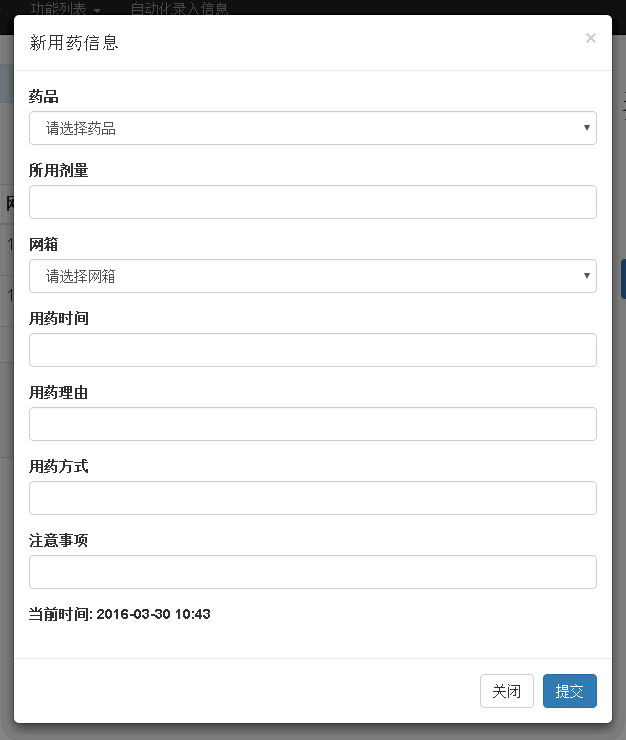 功能列表 自动化录入信息
新用药信息 ×
药品
请选择药品
所用剂量
网箱
请选择网箱
用药时间
用药理由
用药方式
注意事项
当前时间: 2016-03-30 10:43
关闭 提交